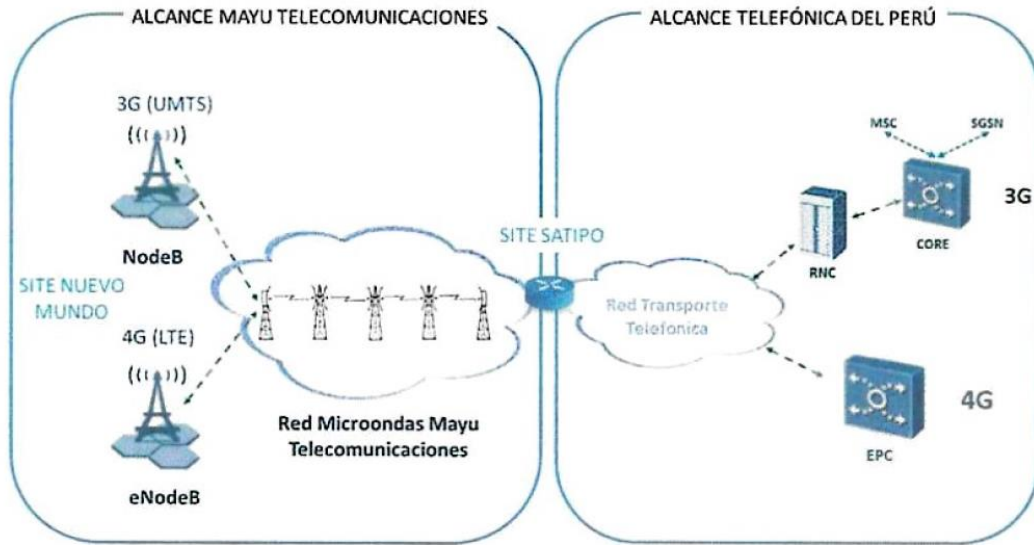 ALCANCE MAYU TELECOMUNICACIONES
3G (UMTS)
NodeB
SITE NUEVO
MUNDO
4G (LTE)
eNodeB
Red Microondas Mayu
Telecomunicaciones
SITE SATIPO
ALCANCE TELEFÓNICA DEL PERÚ
MSC
SGSN
3G
CORE
RNC
Red Transporte
Telefonica
4G
EPC